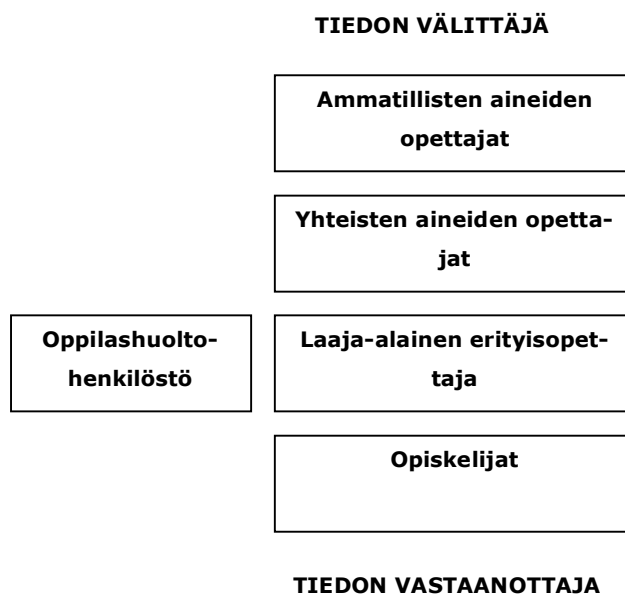 TIEDON VÄLITTÄJÄ
Ammatillisten aineiden
opettajat
Yhteisten aineiden opetta-
jat
Oppilashuolto-
henkilöstö
Laaja-alainen erityisopet-
taja
Opiskelijat
TIEDON VASTAANOTTAJA